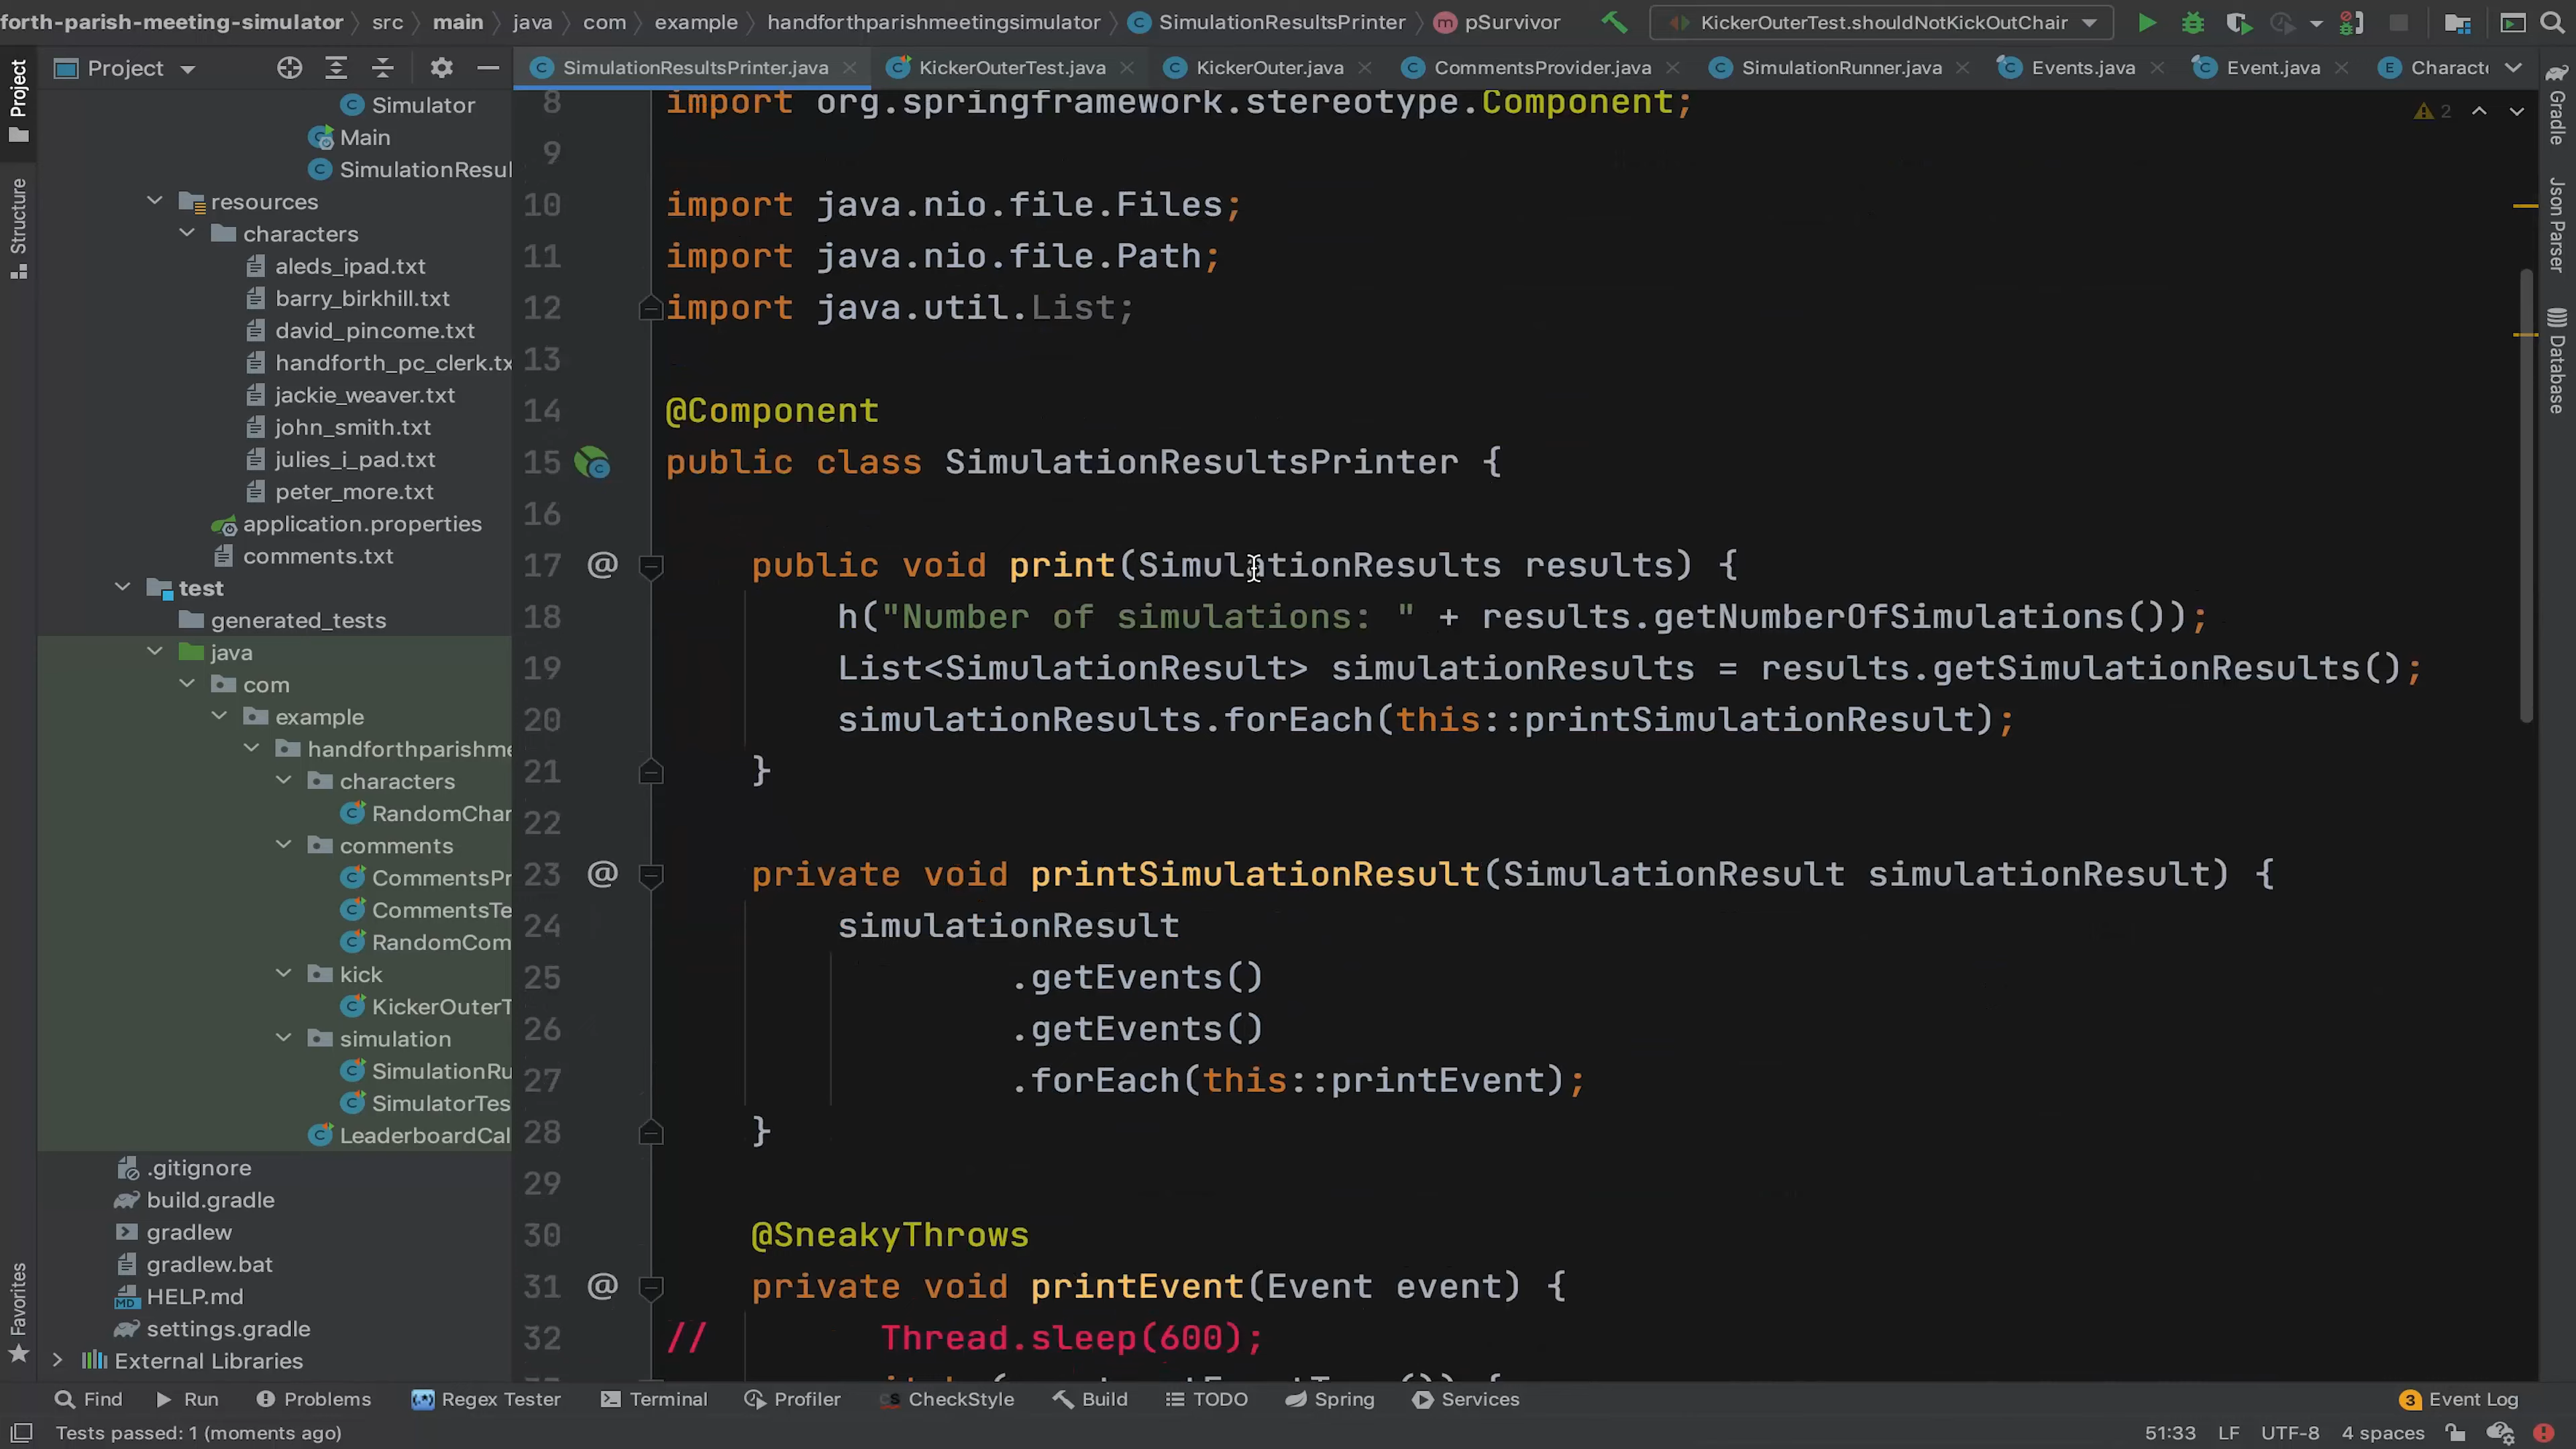 forth-parish-meeting-simulator src main java com example handforthparishmeetingsimulator SimulationResultsPrinter pSurvivor KickerOuterTest.shouldNotKickOutChair
Project
SimulationResultsPrinter.java KickerOuterTest.java KickerOuter.java CommentsProvider.java SimulationRunner.java Events.java Event.java Characte
Project
Structure
Favorites
Simulator
Main
SimulationResul
resources
characters
aleds_ipad.txt
barry_birkhill.txt
david_pincome.txt
handforth_pc_clerk.tx
jackie_weaver.txt
john_smith.txt
julies_i_pad.txt
peter_more.txt
application.properties
comments.txt
test
generated_tests
java
com
example
handforthparishme
characters
RandomChar
comments
CommentsPr
CommentsTe
RandomCom
kick
KickerOuterT
simulation
SimulationRu
SimulatorTes
LeaderboardCal
.gitignore
build.gradle
gradlew
gradlew.bat
HELP.md
settings.gradle
External Libraries
8 import org.springframework.stereotype.Component;
9
10 import java.nio.file.Files;
11 import java.nio.file.Path;
12 import java.util.List;
13
14 @Component
15 public class SimulationResultsPrinter {
16
17 @ public void print(SimulationResults results) {
18 h("Number of simulations: " + results.getNumberOfSimulations());
19 List<SimulationResult> simulationResults = results.getSimulationResults();
20 simulationResults.forEach(this::printSimulationResult);
21 }
22
23 @ private void printSimulationResult(SimulationResult simulationResult) {
24 simulationResult
25 .getEvents()
26 .getEvents()
27 .forEach(this::printEvent);
28 }
29
30 @SneakyThrows
31 @ private void printEvent(Event event) {
32 // Thread.sleep(600);
2
Gradle
Json Parser
Database
Find Run Problems Regex Tester Terminal Profiler CheckStyle Build TODO Spring Services 3 Event Log
Tests passed: 1 (moments ago) 51:33 LF UTF-8 4 spaces